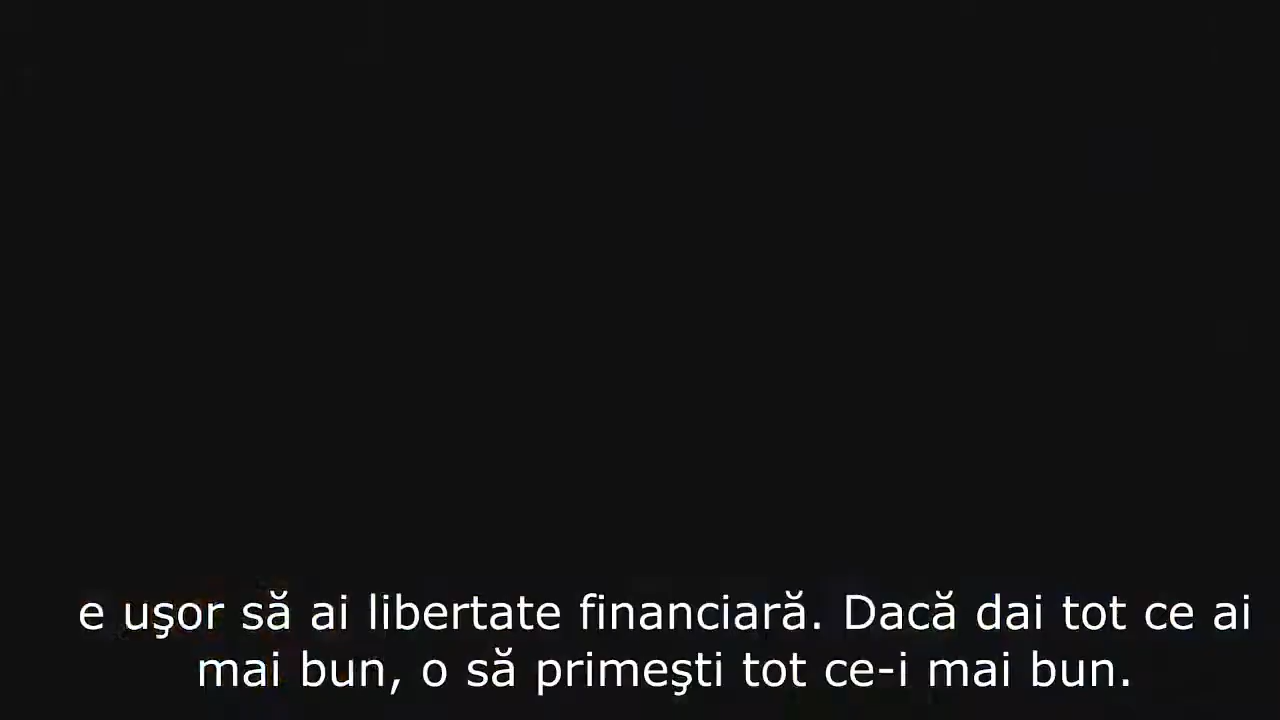 e uşor să ai libertate financiară. Dacă dai tot ce ai
mai bun, o să primeşti tot ce-i mai bun.